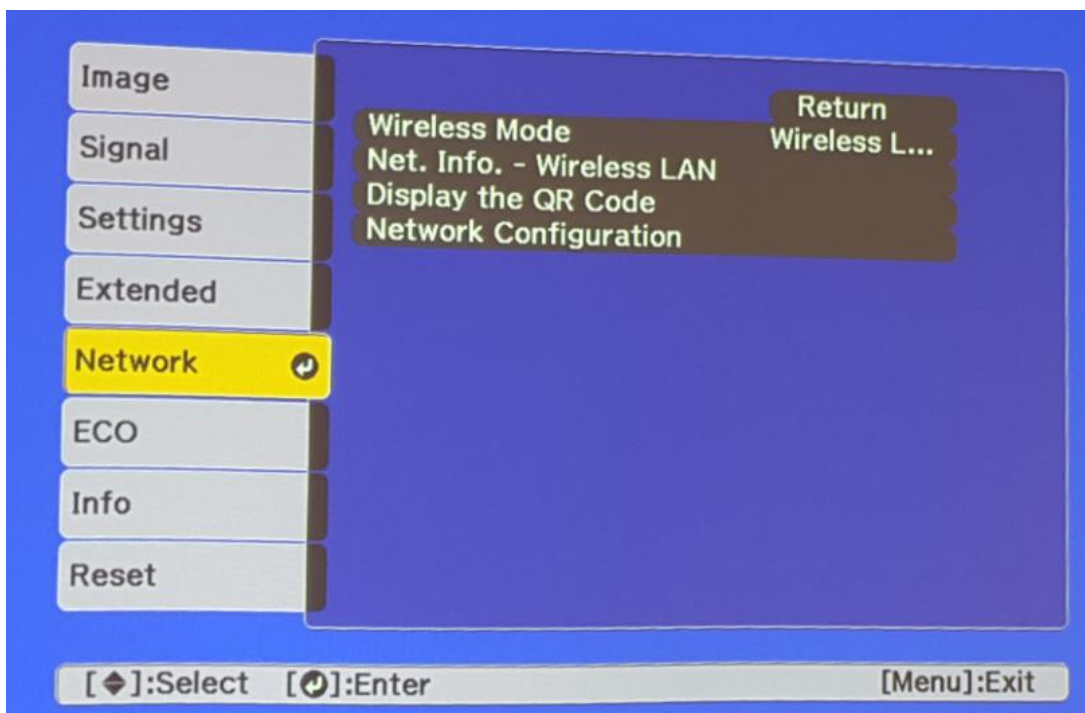 Image
Signal
Settings
Extended
Network
ECO
Info
Reset
Return
Wireless Mode Wireless L...
Net. Info. - Wireless LAN
Display the QR Code
Network Configuration
[◆]:Select [↵]:Enter [Menu]:Exit